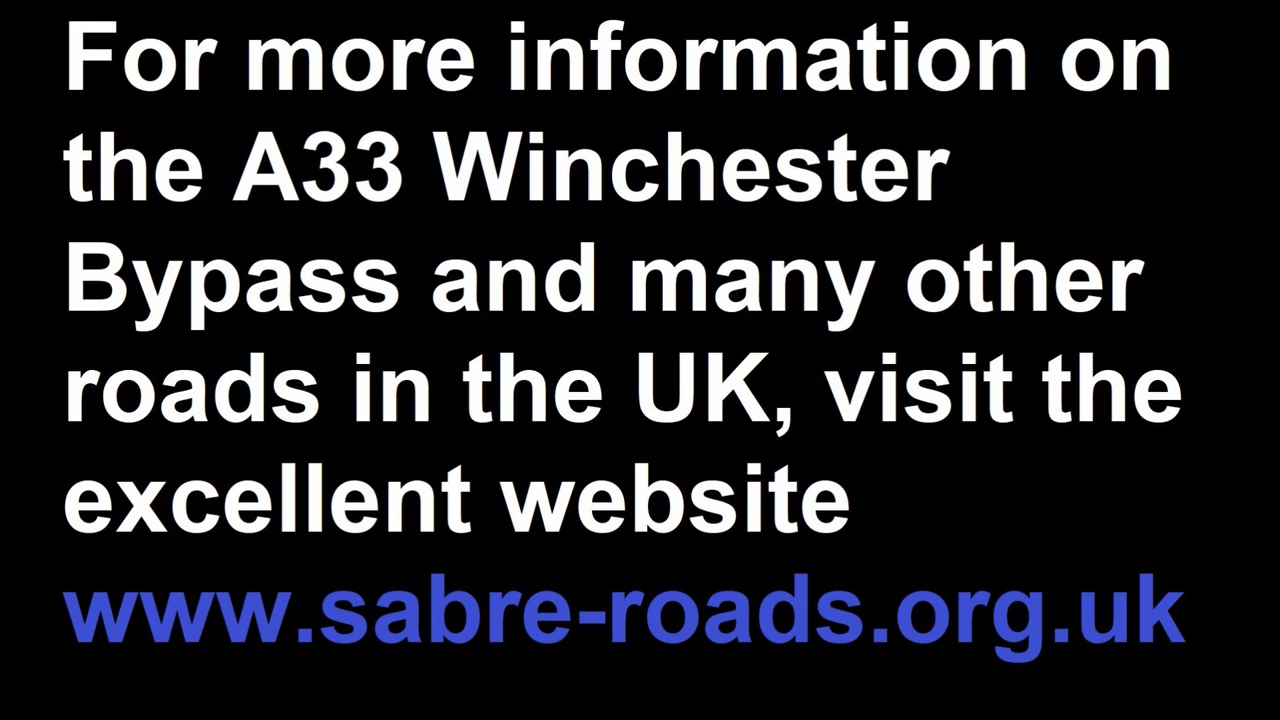 For more information on
the A33 Winchester
Bypass and many other
roads in the UK, visit the
excellent website
www.sabre-roads.org.uk